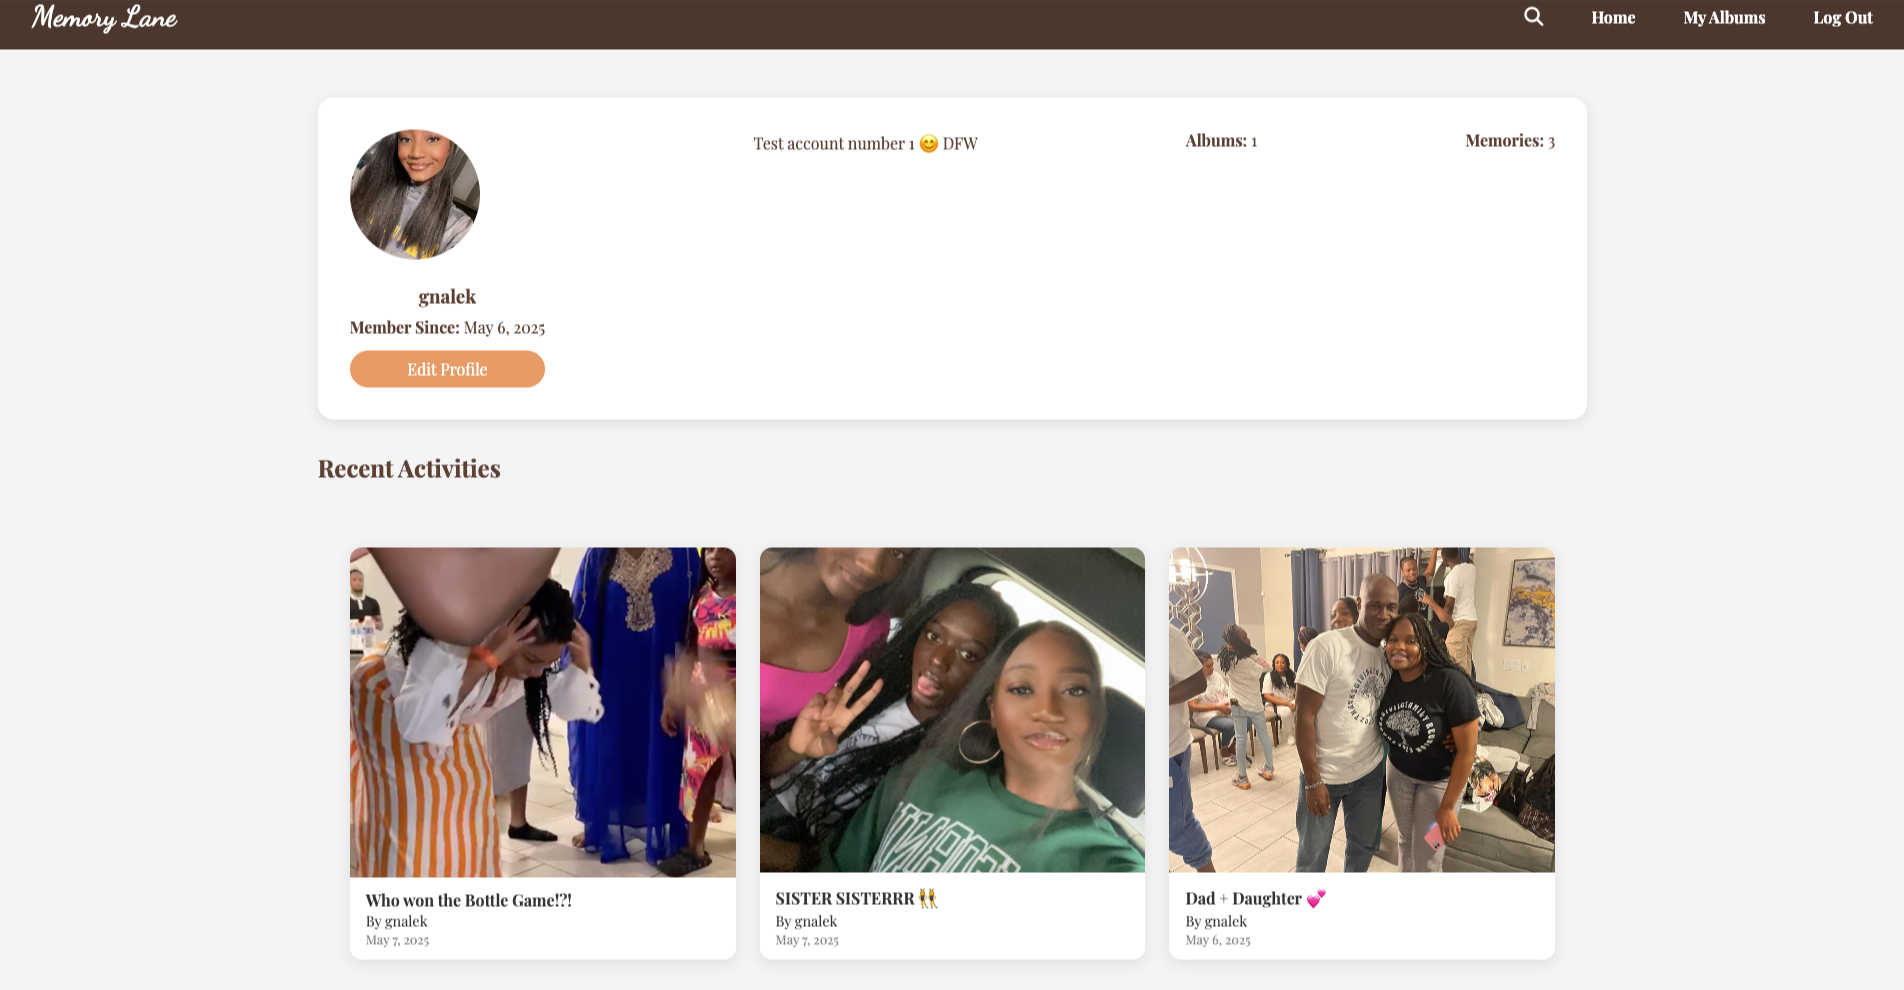 Memory Lane
Home
My Albums
Log Out
Test account number 1 😊 DFW
Albums: 1
Memories: 3
gnalek
Member Since: May 6, 2025
Edit Profile
Recent Activities
Who won the Bottle Game!?!
By gnalek
May 7, 2025
SISTER SISTERRR 👯
By gnalek
May 7, 2025
Dad + Daughter 💕
By gnalek
May 6, 2025